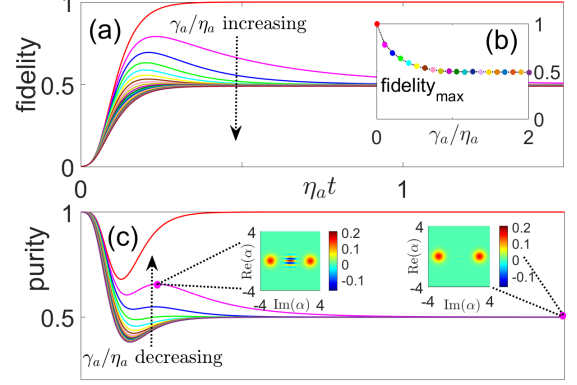 (a)
γₐ/ηₐ increasing
fidelity
1
0.5
0
0
1
ηₐt
(b)
fidelity_max
1
0.5
0
0
2
γₐ/ηₐ
(c)
purity
1
0.5
γₐ/ηₐ decreasing
4
Re(α)
-4
-4
Im(α)
4
0.2
0.1
0
-0.1
4
Re(α)
-4
-4
Im(α)
4
0.2
0.1
0
-0.1